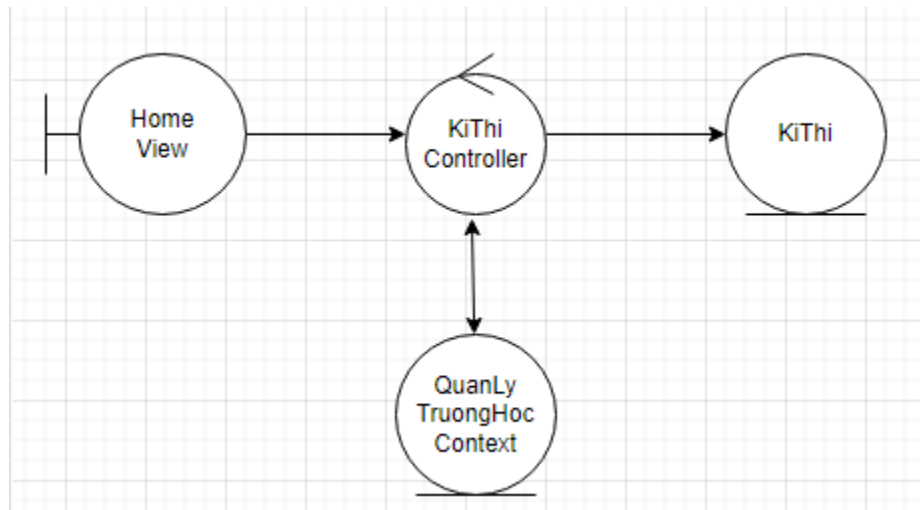 Home
View
KiThi
Controller
KiThi
QuanLy
TruongHoc
Context